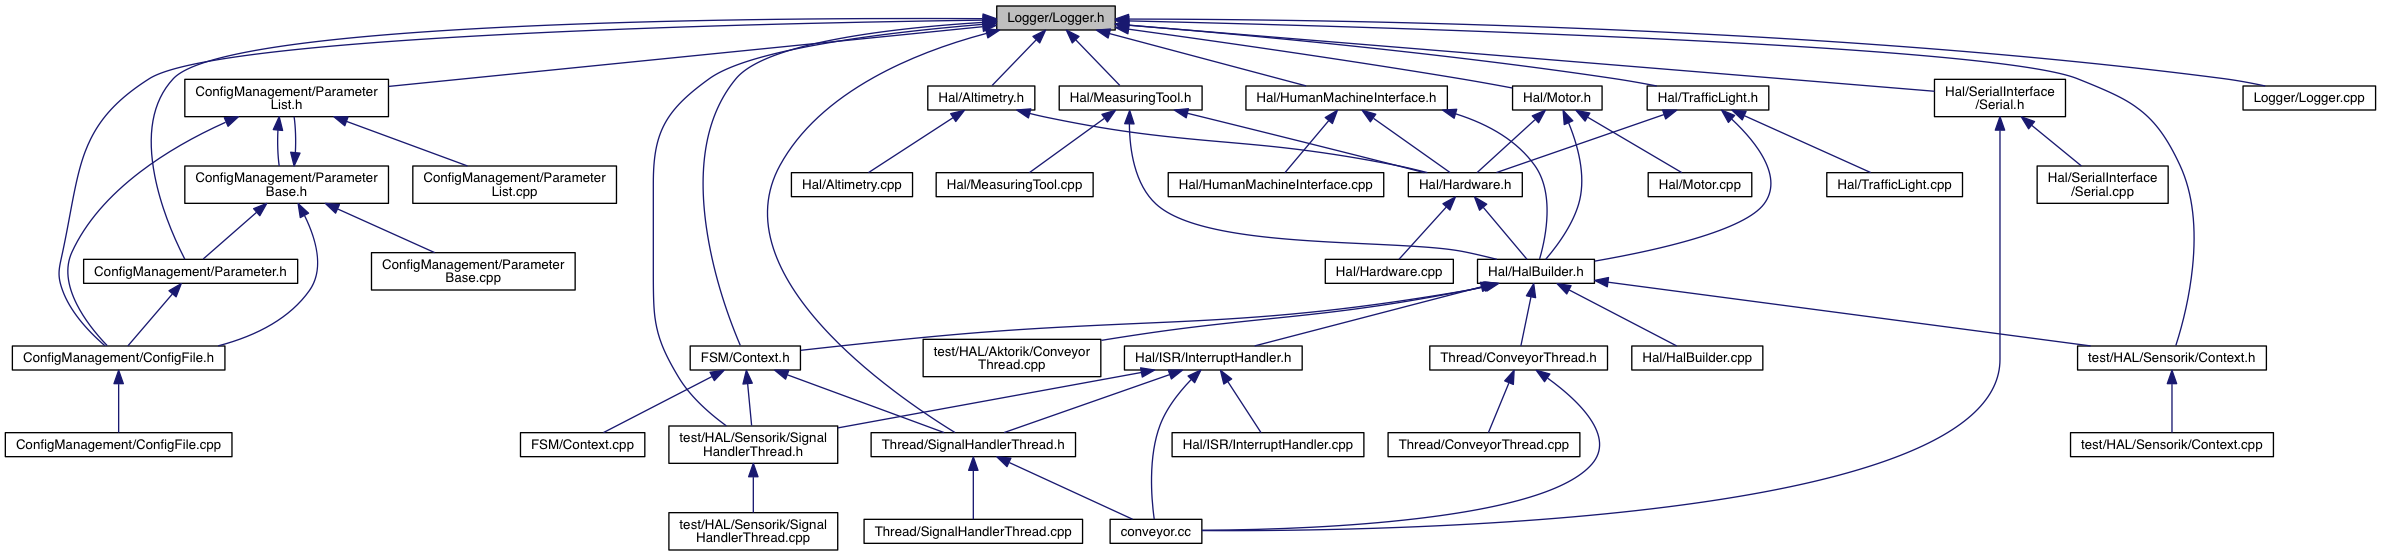 Logger/Logger.h
ConfigManagement/Parameter
List.h
Hal/Altimetry.h
Hal/MeasuringTool.h
Hal/HumanMachineInterface.h
Hal/Motor.h
Hal/TrafficLight.h
Hal/SerialInterface
/Serial.h
Logger/Logger.cpp
ConfigManagement/Parameter
Base.h
ConfigManagement/Parameter
List.cpp
Hal/Altimetry.cpp
Hal/MeasuringTool.cpp
Hal/HumanMachineInterface.cpp
Hal/Hardware.h
Hal/Motor.cpp
Hal/TrafficLight.cpp
Hal/SerialInterface
/Serial.cpp
ConfigManagement/Parameter.h
ConfigManagement/Parameter
Base.cpp
Hal/Hardware.cpp
Hal/HalBuilder.h
ConfigManagement/ConfigFile.h
FSM/Context.h
test/HAL/Aktorik/Conveyor
Thread.cpp
Hal/ISR/InterruptHandler.h
Thread/ConveyorThread.h
Hal/HalBuilder.cpp
test/HAL/Sensorik/Context.h
ConfigManagement/ConfigFile.cpp
FSM/Context.cpp
test/HAL/Sensorik/Signal
HandlerThread.h
Thread/SignalHandlerThread.h
Hal/ISR/InterruptHandler.cpp
Thread/ConveyorThread.cpp
test/HAL/Sensorik/Context.cpp
test/HAL/Sensorik/Signal
HandlerThread.cpp
Thread/SignalHandlerThread.cpp
conveyor.cc